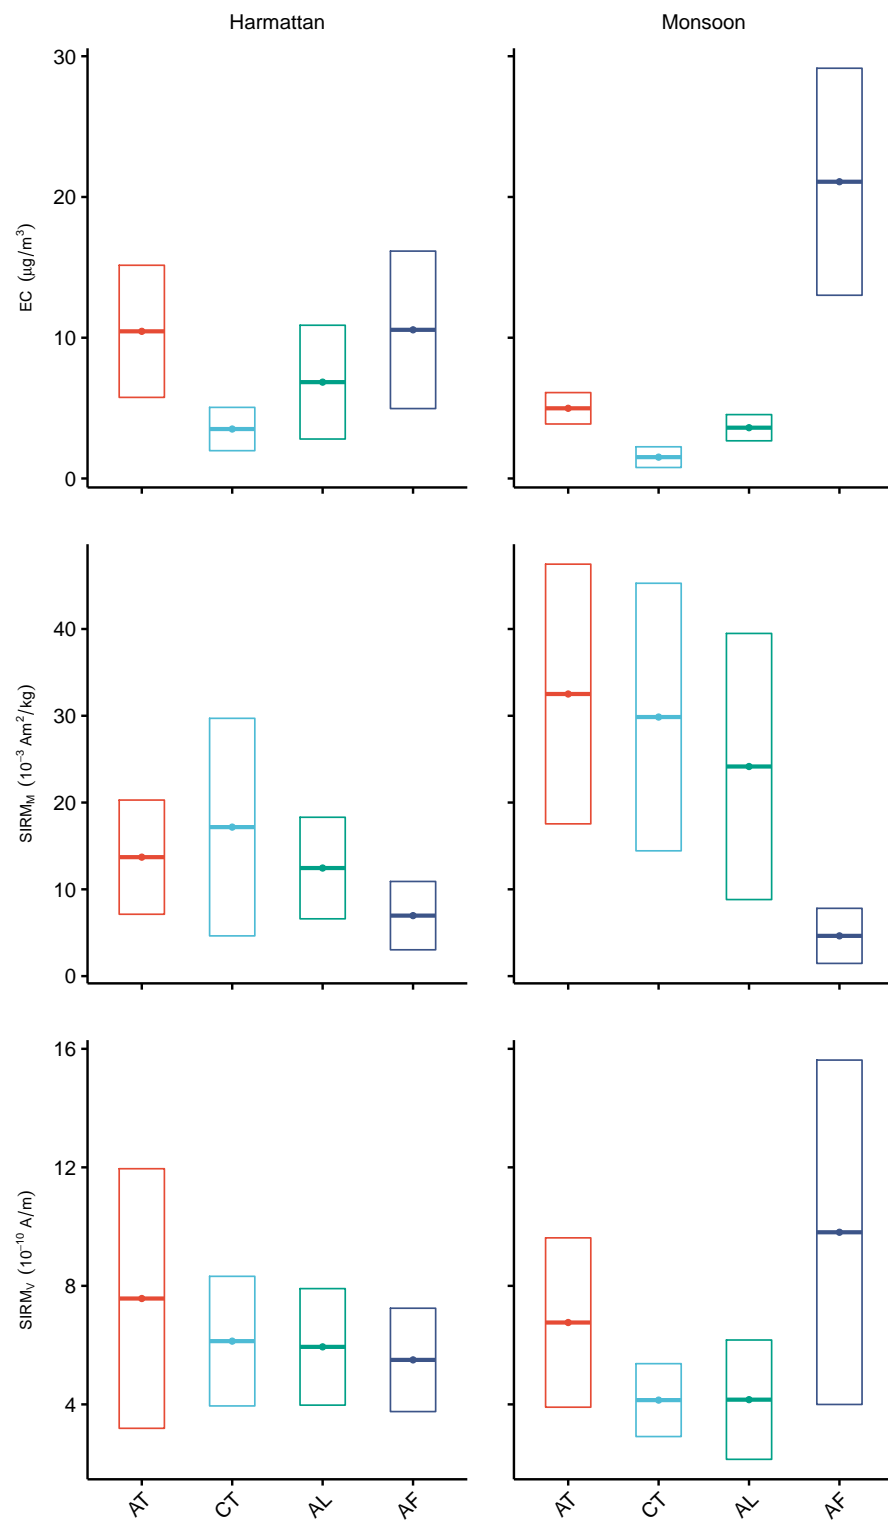 Harmattan Monsoon
30
20
10
0
EC (μg/m³)
40
30
20
10
0
SIRM_M (10⁻³ Am²/kg)
16
12
8
4
SIRM_V (10⁻¹⁰ A/m)
AT CT AL AF AT CT AL AF